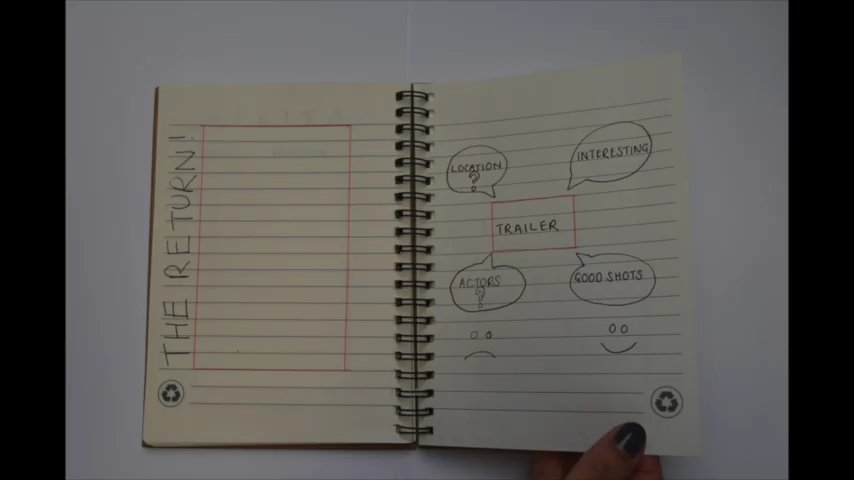 THE RETURN!
LOCATION
?
INTERESTING
TRAILER
ACTORS
?
GOOD SHOTS